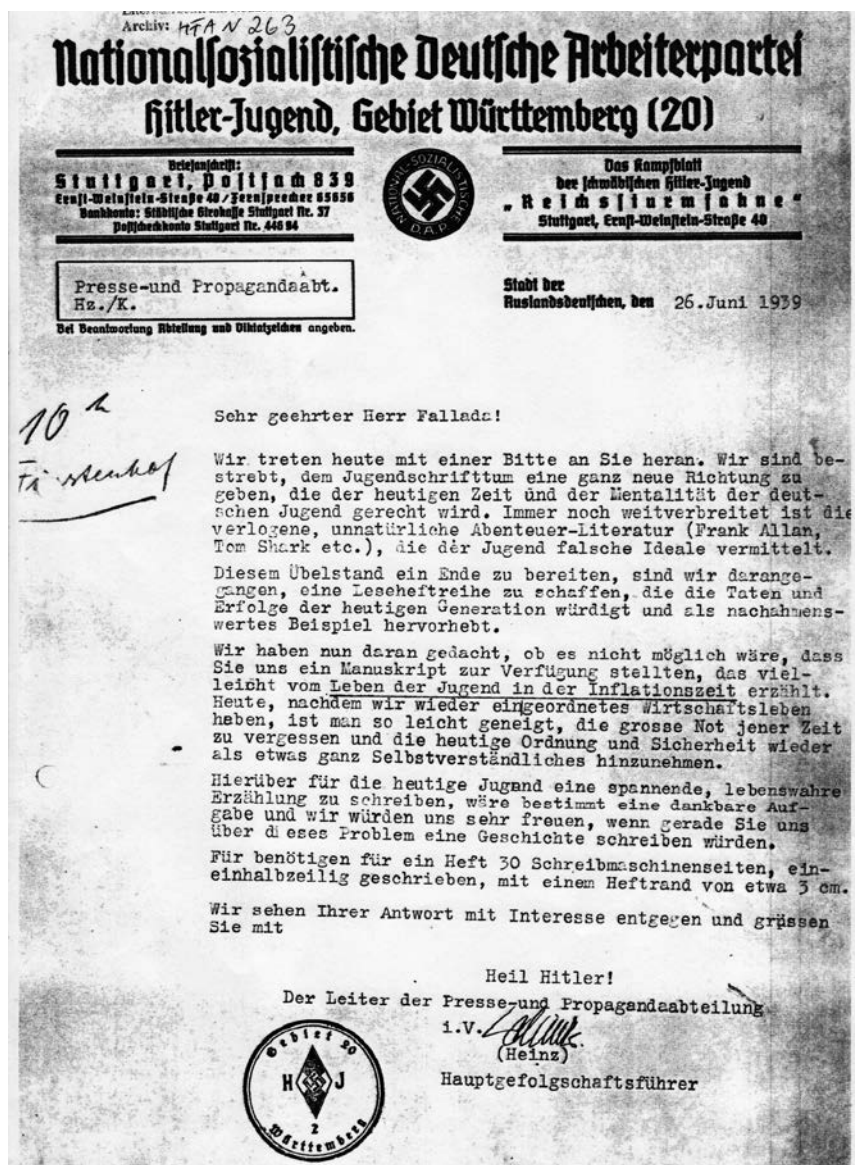 Archiv: HFA N 263
Nationalsozialistische Deutsche Arbeiterpartei
Hitler-Jugend, Gebiet Württemberg (20)
Briefanschrift:
Stuttgart, Postfach 839
Ernst-Weinstein-Straße 40 / Fernsprecher 65656
Bankkonto: Städtische Girokasse Stuttgart Nr. 37
Postscheckkonto Stuttgart Nr. 448 94
NATIONAL-SOZIALISTISCHE
D.A.P.
Das Kampfblatt
der schwäbischen Hitler-Jugend
„Reichssturmfahne"
Stuttgart, Ernst-Weinstein-Straße 40
Presse-und Propagandaabt.
Hz./K.
Bei Beantwortung Abteilung und Diktatzeichen angeben.
Stadt der
Auslandsdeutschen, den 26.Juni 1939
10 h
Fürstenhof
Sehr geehrter Herr Fallada!
Wir treten heute mit einer Bitte an Sie heran. Wir sind be-
strebt, dem Jugendschrifttum eine ganz neue Richtung zu
geben, die der heutigen Zeit und der Mentalität der deut-
schen Jugend gerecht wird. Immer noch weitverbreitet ist die
verlogene, unnatürliche Abenteuer-Literatur (Frank Allan,
Tom Shark etc.), die der Jugend falsche Ideale vermittelt.
Diesem Übelstand ein Ende zu bereiten, sind wir darange-
gangen, eine Leseheftreihe zu schaffen, die die Taten und
Erfolge der heutigen Generation würdigt und als nachahmens-
wertes Beispiel hervorhebt.
Wir haben nun daran gedacht, ob es nicht möglich wäre, dass
Sie uns ein Manuskript zur Verfügung stellten, das viel-
leicht vom Leben der Jugend in der Inflationszeit erzählt.
Heute, nachdem wir wieder eingeordnetes Wirtschaftsleben
haben, ist man so leicht geneigt, die grosse Not jener Zeit
zu vergessen und die heutige Ordnung und Sicherheit wieder
als etwas ganz Selbstverständliches hinzunehmen.
Hierüber für die heutige Jugend eine spannende, lebenswahre
Erzählung zu schreiben, wäre bestimmt eine dankbare Auf-
gabe und wir würden uns sehr freuen, wenn gerade Sie uns
über dieses Problem eine Geschichte schreiben würden.
Für benötigen für ein Heft 30 Schreibmaschinenseiten, ein-
einhalbzeilig geschrieben, mit einem Heftrand von etwa 3 cm.
Wir sehen Ihrer Antwort mit Interesse entgegen und grüssen
Sie mit
Heil Hitler!
Der Leiter der Presse-und Propagandaabteilung
i.V.
(Heinz)
Hauptgefolgschaftsführer
Gebiet 20
H J
2
Württemberg